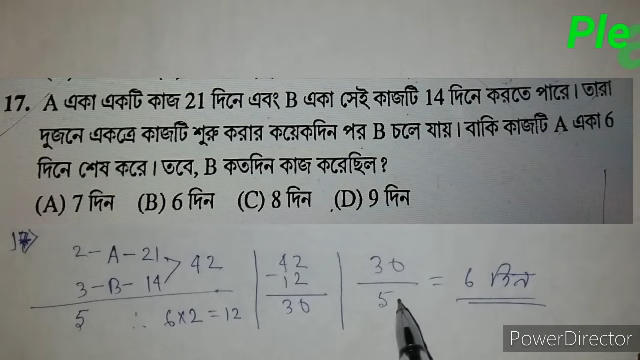 Ple
17. A একা একটি কাজ 21 দিনে এবং B একা সেই কাজটি 14 দিনে করতে পারে। তারা
দুজনে একত্রে কাজটি শুরু করার কয়েকদিন পর B চলে যায়। বাকি কাজটি A একা 6
দিনে শেষ করে। তবে, B কতদিন কাজ করেছিল?
(A) 7 দিন (B) 6 দিন (C) 8 দিন (D) 9 দিন
17
2-A-21
3-B-14 > 42
5 ∴ 6x2=12
42
-12
30
30
5 = 6 দিন
PowerDirector